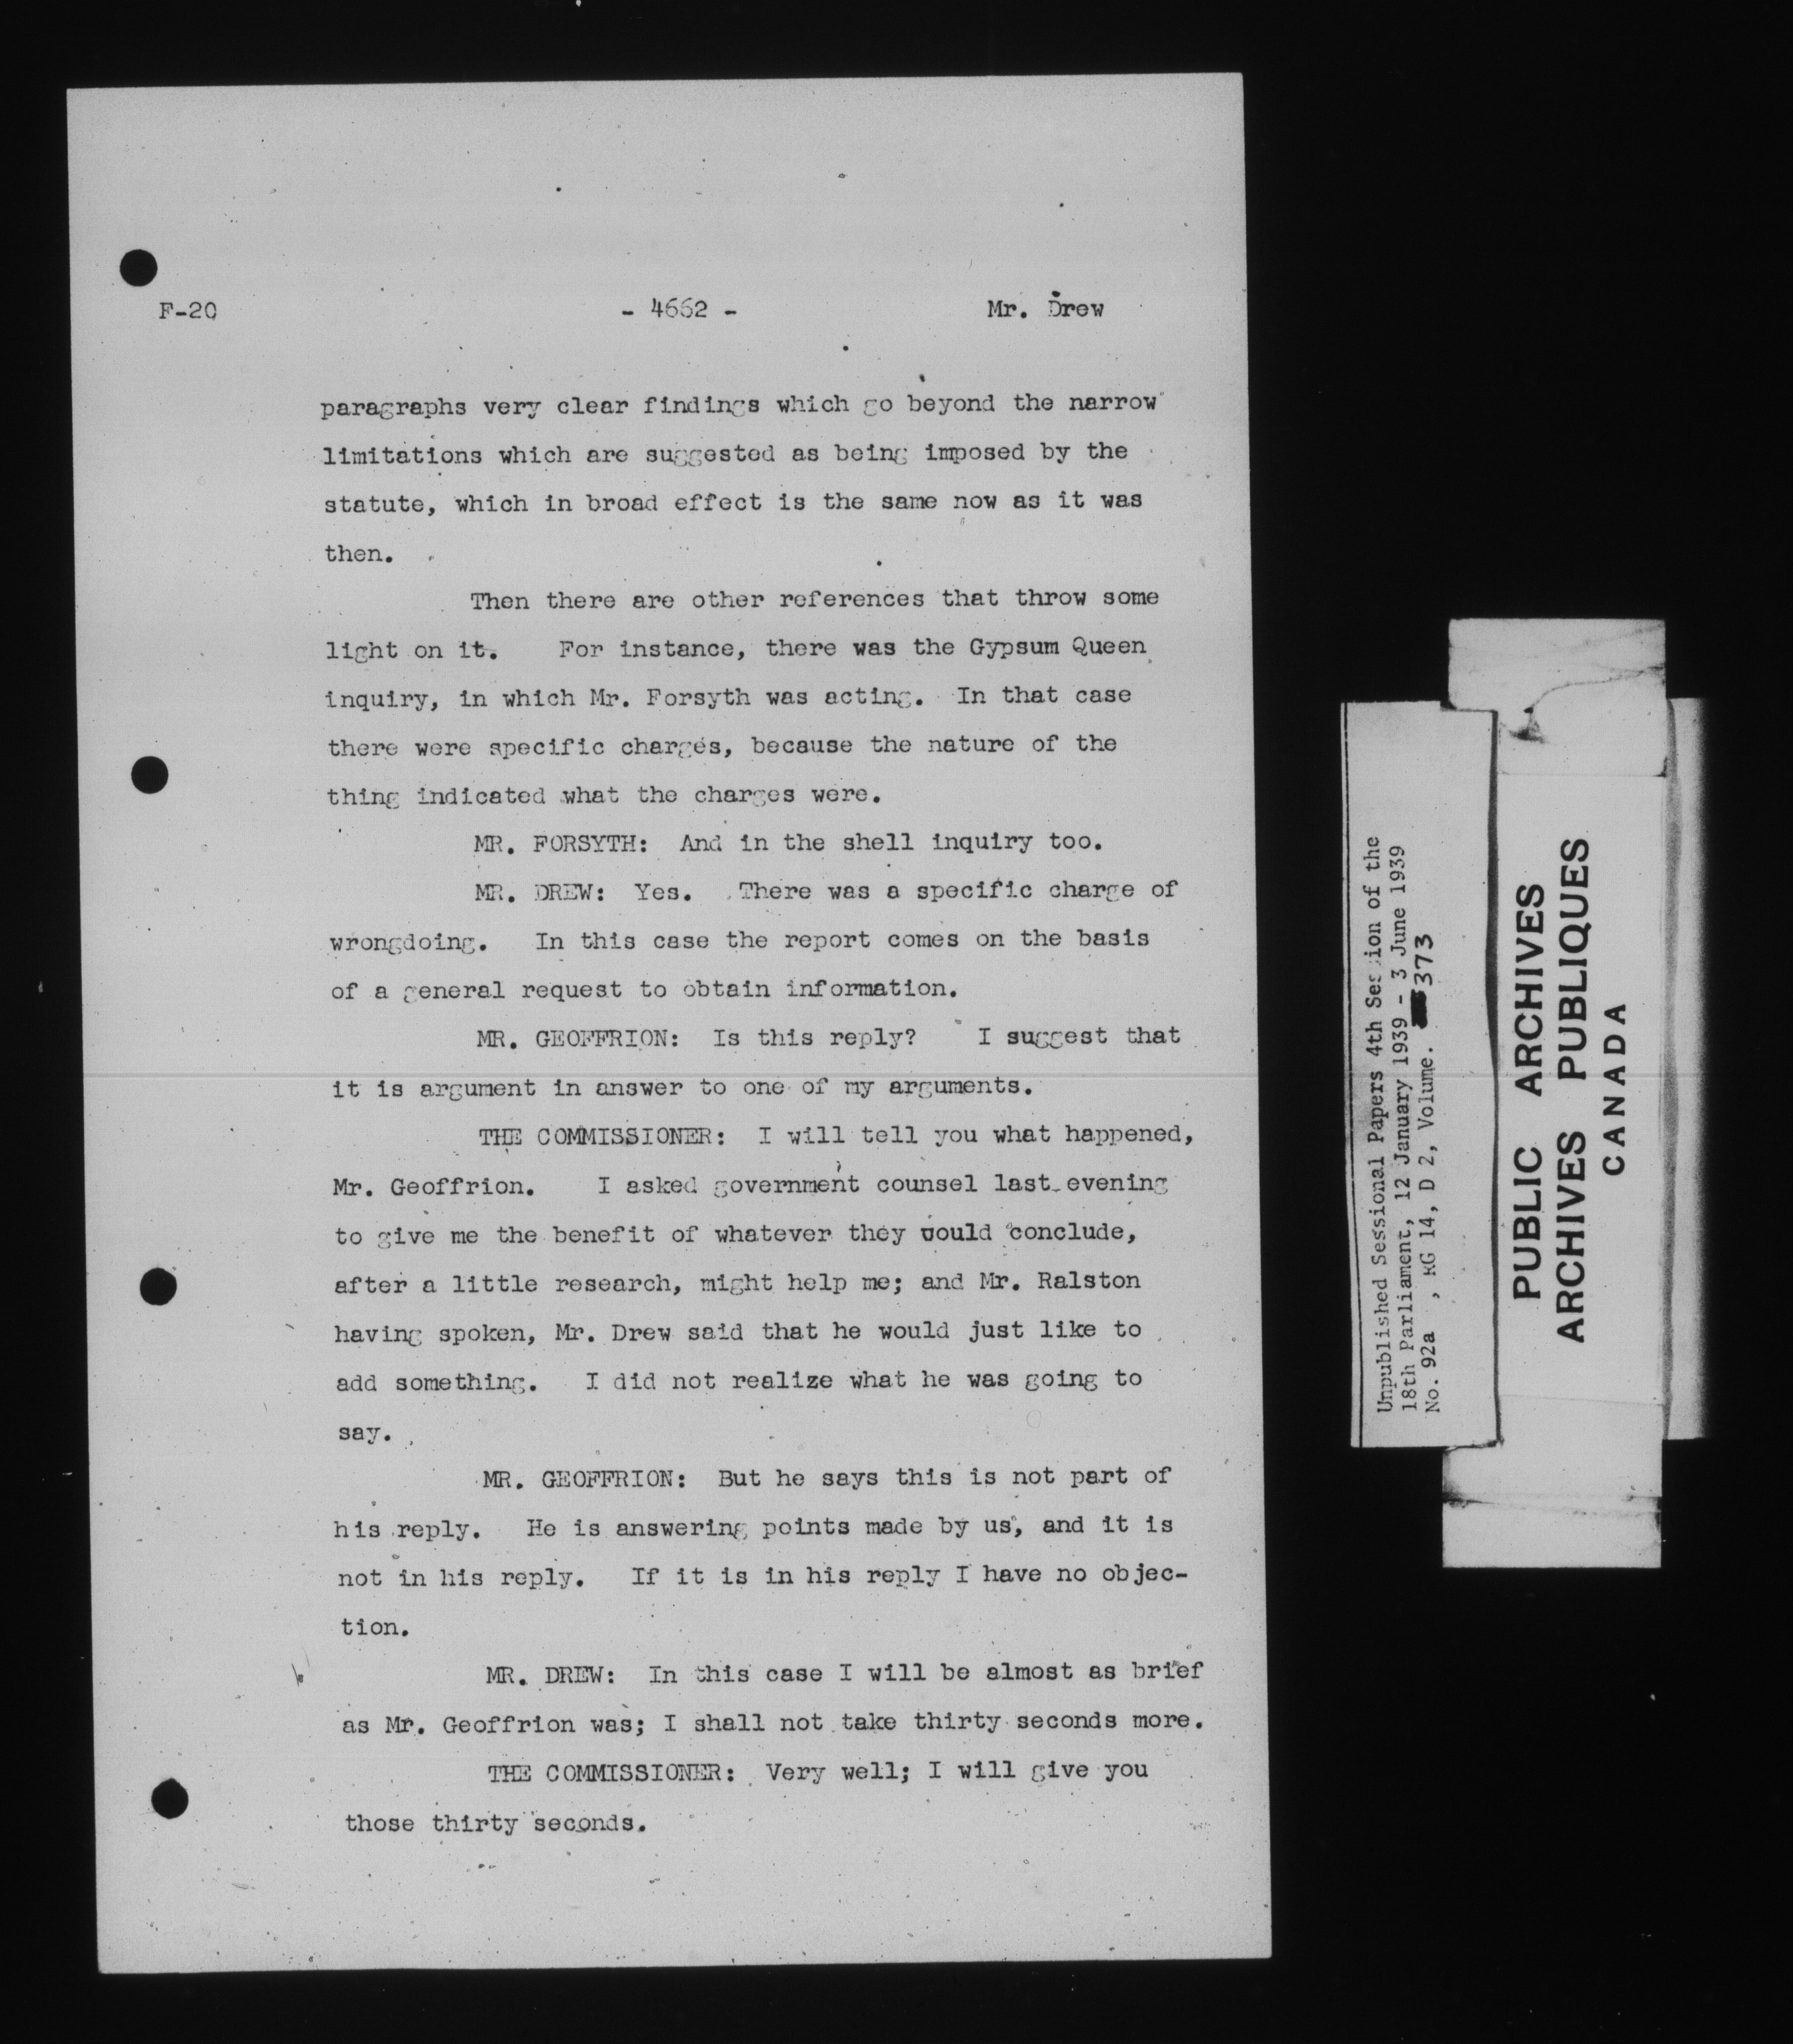 F-20 - 4662 - Mr. Drew
paragraphs very clear findings which go beyond the narrow
limitations which are suggested as being imposed by the
statute, which in broad effect is the same now as it was
then.
Then there are other references that throw some
light on it. For instance, there was the Gypsum Queen
inquiry, in which Mr. Forsyth was acting. In that case
there were specific charges, because the nature of the
thing indicated what the charges were.
MR. FORSYTH: And in the shell inquiry too.
MR. DREW: Yes. There was a specific charge of
wrongdoing. In this case the report comes on the basis
of a general request to obtain information.
MR. GEOFFRION: Is this reply? I suggest that
it is argument in answer to one of my arguments.
THE COMMISSIONER: I will tell you what happened,
Mr. Geoffrion. I asked government counsel last evening
to give me the benefit of whatever they would conclude,
after a little research, might help me; and Mr. Ralston
having spoken, Mr. Drew said that he would just like to
add something. I did not realize what he was going to
say.
MR. GEOFFRION: But he says this is not part of
his reply. He is answering points made by us, and it is
not in his reply. If it is in his reply I have no objec-
tion.
MR. DREW: In this case I will be almost as brief
as Mr. Geoffrion was; I shall not take thirty seconds more.
THE COMMISSIONER: Very well; I will give you
those thirty seconds.
Unpublished Sessional Papers 4th Session of the
18th Parliament, 12 January 1939 - 3 June 1939
No. 92a , RG 14, D 2, Volume. 373
PUBLIC ARCHIVES
ARCHIVES PUBLIQUES
CANADA